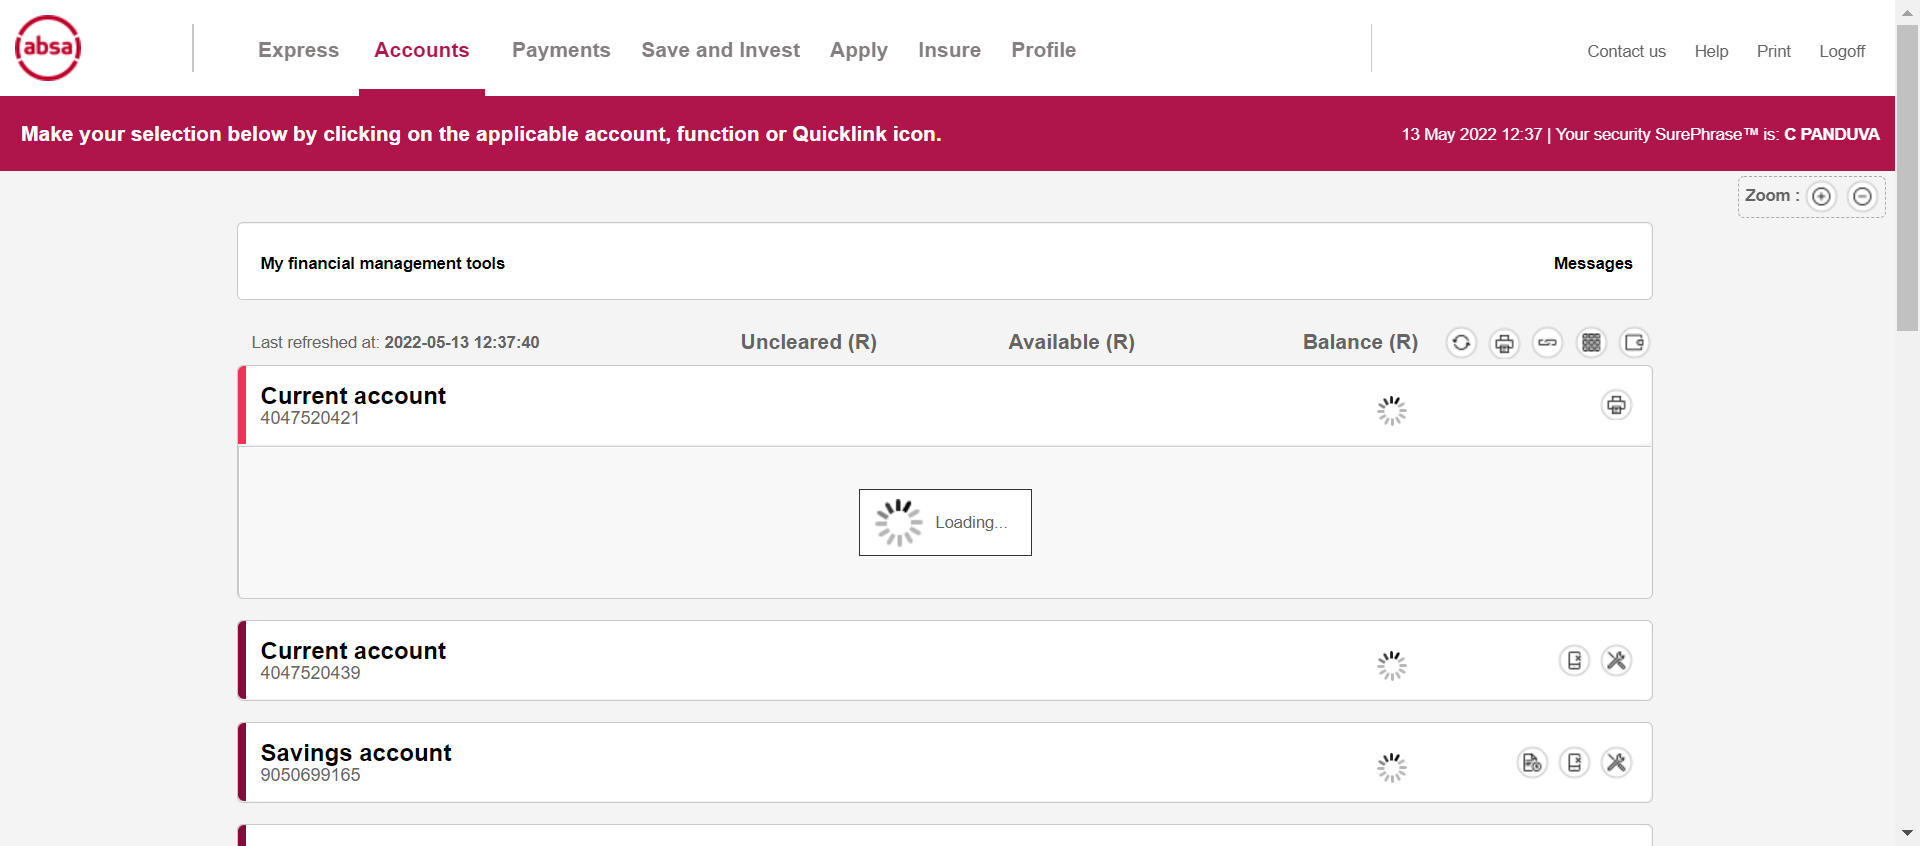 absa
Express Accounts Payments Save and Invest Apply Insure Profile
Contact us Help Print Logoff
Make your selection below by clicking on the applicable account, function or Quicklink icon.
13 May 2022 12:37 | Your security SurePhrase™ is: C PANDUVA
Zoom :
My financial management tools
Messages
Last refreshed at: 2022-05-13 12:37:40
Uncleared (R) Available (R) Balance (R)
Current account
4047520421
Loading...
Current account
4047520439
Savings account
9050699165